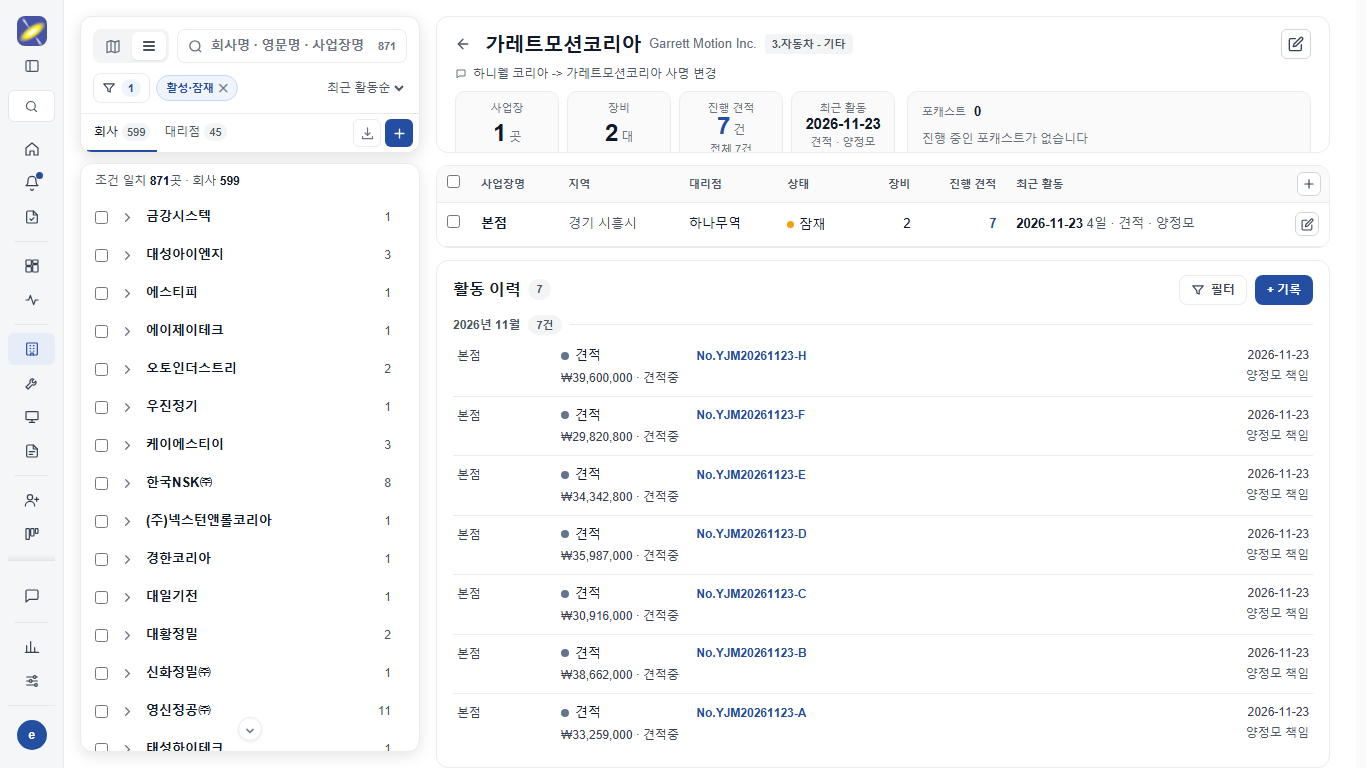 회사명 · 영문명 · 사업장명 871
1 활성·잠재 최근 활동순
회사 599 대리점 45
조건 일치 871곳 · 회사 599
금강시스텍 1
대성아이엔지 3
에스티피 1
에이제이테크 1
오토인더스트리 2
우진정기 1
케이에스티이 3
한국NSK㈜ 8
(주)넥스턴앤롤코리아 1
경한코리아 1
대일기전 1
대황정밀 2
신화정밀㈜ 1
영신정공㈜ 11
태성하이테크 1
e
가레트모션코리아 Garrett Motion Inc. 3.자동차 - 기타
하니웰 코리아 -> 가레트모션코리아 사명 변경
사업장 장비 진행 견적 최근 활동 포캐스트 0
1 곳 2 대 7 건 2026-11-23 진행 중인 포캐스트가 없습니다
전체 7건 견적 · 양정모
사업장명 지역 대리점 상태 장비 진행 견적 최근 활동
본점 경기 시흥시 하나무역 잠재 2 7 2026-11-23 4일 · 견적 · 양정모
활동 이력 7 필터 + 기록
2026년 11월 7건
본점 견적 No.YJM20261123-H 2026-11-23
₩39,600,000 · 견적중 양정모 책임
본점 견적 No.YJM20261123-F 2026-11-23
₩29,820,800 · 견적중 양정모 책임
본점 견적 No.YJM20261123-E 2026-11-23
₩34,342,800 · 견적중 양정모 책임
본점 견적 No.YJM20261123-D 2026-11-23
₩35,987,000 · 견적중 양정모 책임
본점 견적 No.YJM20261123-C 2026-11-23
₩30,916,000 · 견적중 양정모 책임
본점 견적 No.YJM20261123-B 2026-11-23
₩38,662,000 · 견적중 양정모 책임
본점 견적 No.YJM20261123-A 2026-11-23
₩33,259,000 · 견적중 양정모 책임